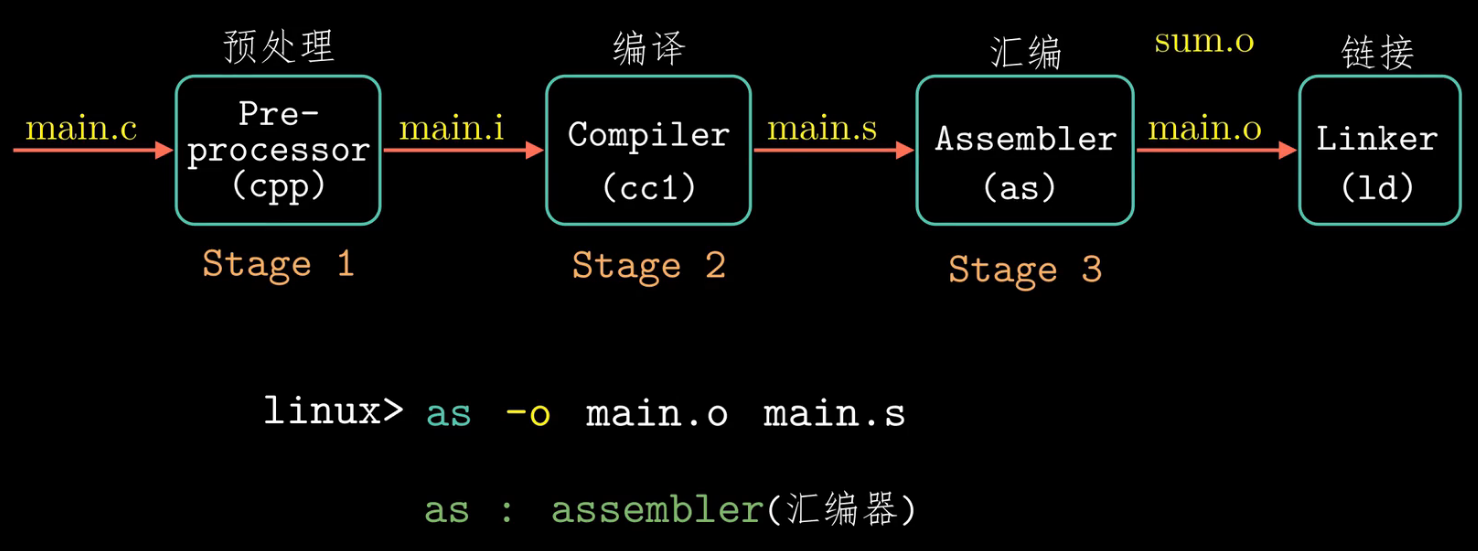 预处理
编译
汇编
sum.o
链接
main.c
Pre-
processor
(cpp)
main.i
Compiler
(cc1)
main.s
Assembler
(as)
main.o
Linker
(ld)
Stage 1
Stage 2
Stage 3
linux> as -o main.o main.s
as : assembler(汇编器)